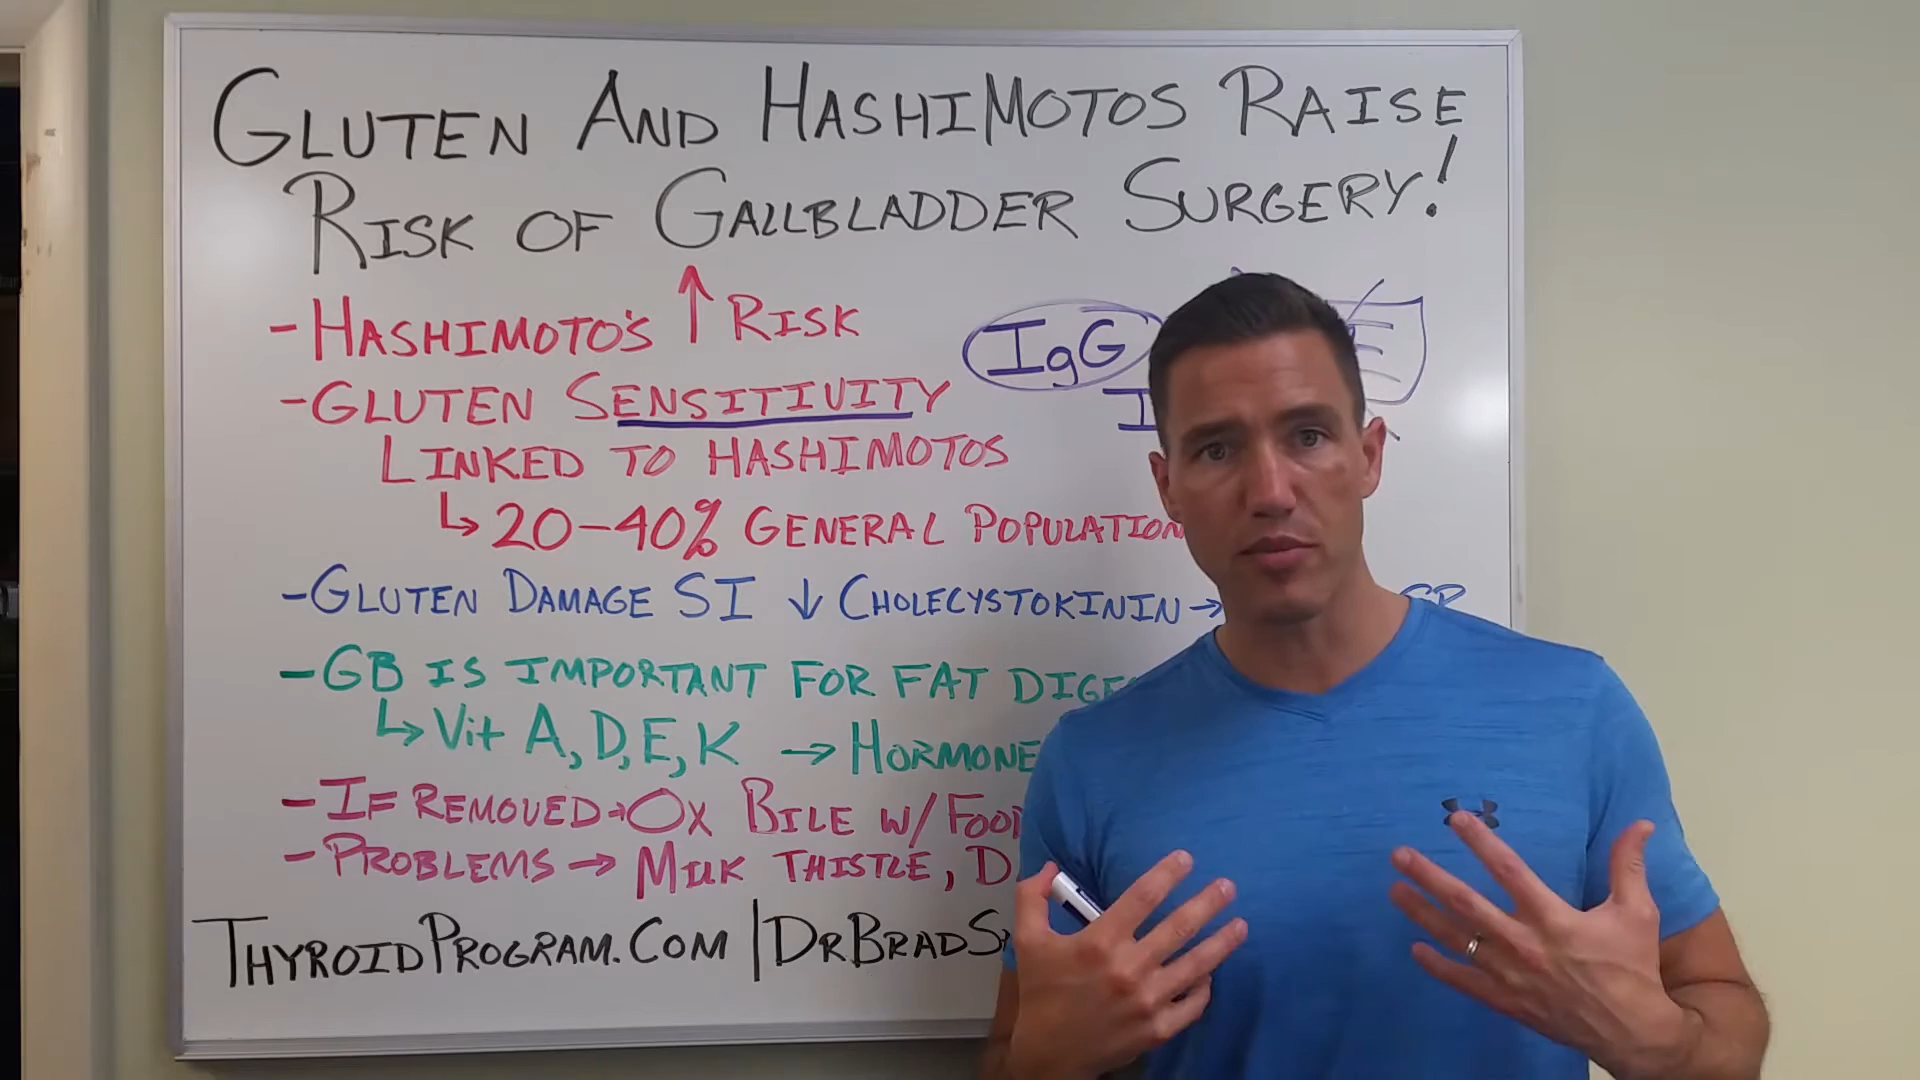 GLUTEN AND HASHIMOTOS RAISE
RISK OF GALLBLADDER SURGERY!
- HASHIMOTO'S ↑ RISK
IgG
- GLUTEN SENSITIVITY
LINKED TO HASHIMOTOS
↳ 20-40% GENERAL POPULATION
- GLUTEN DAMAGE SI ↓ CHOLECYSTOKININ →
- GB IS IMPORTANT FOR FAT
↳ Vit A, D, E, K → HORMONE
- IF REMOVED → OX BILE W/ FOOD
- PROBLEMS → MILK THISTLE,
THYROIDPROGRAM.COM | DRBRADS